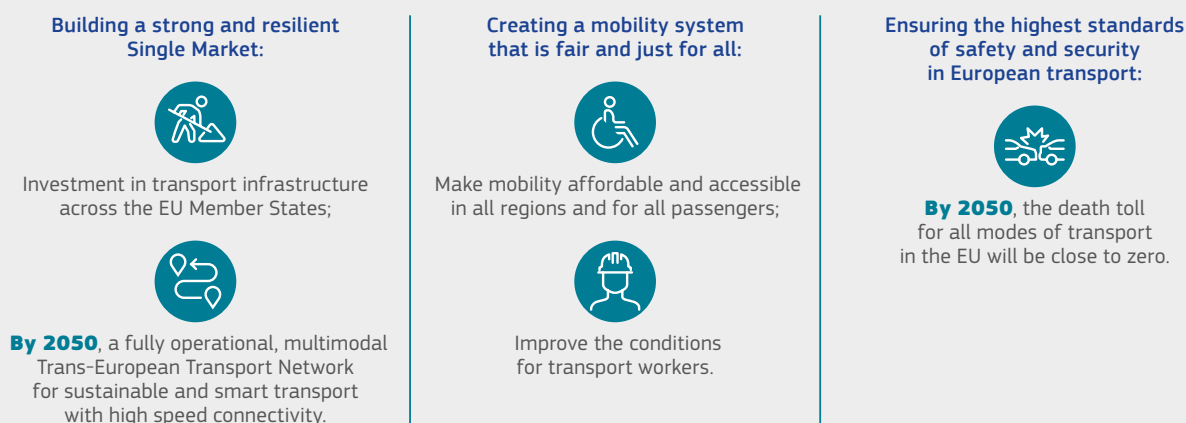 Building a strong and resilient
Single Market:
Investment in transport infrastructure
across the EU Member States;
By 2050, a fully operational, multimodal
Trans-European Transport Network
for sustainable and smart transport
with high speed connectivity.
Creating a mobility system
that is fair and just for all:
Make mobility affordable and accessible
in all regions and for all passengers;
Improve the conditions
for transport workers.
Ensuring the highest standards
of safety and security
in European transport:
By 2050, the death toll
for all modes of transport
in the EU will be close to zero.